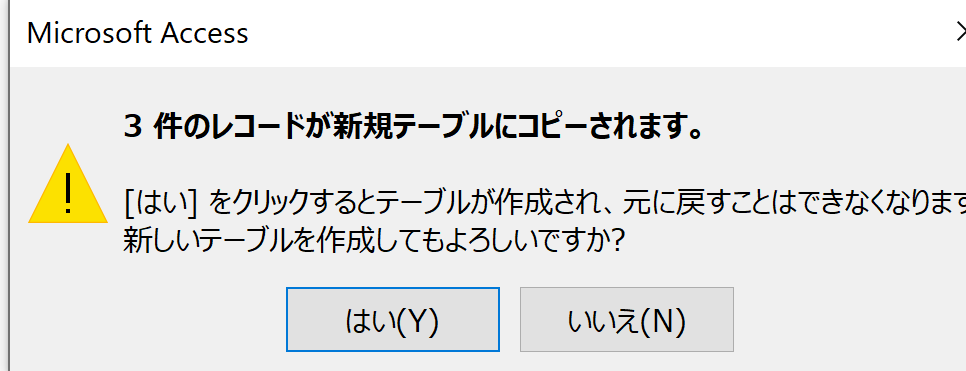 Microsoft Access
3 件のレコードが新規テーブルにコピーされます。
[はい] をクリックするとテーブルが作成され、元に戻すことはできなくなります
新しいテーブルを作成してもよろしいですか?
はい(Y)
いいえ(N)